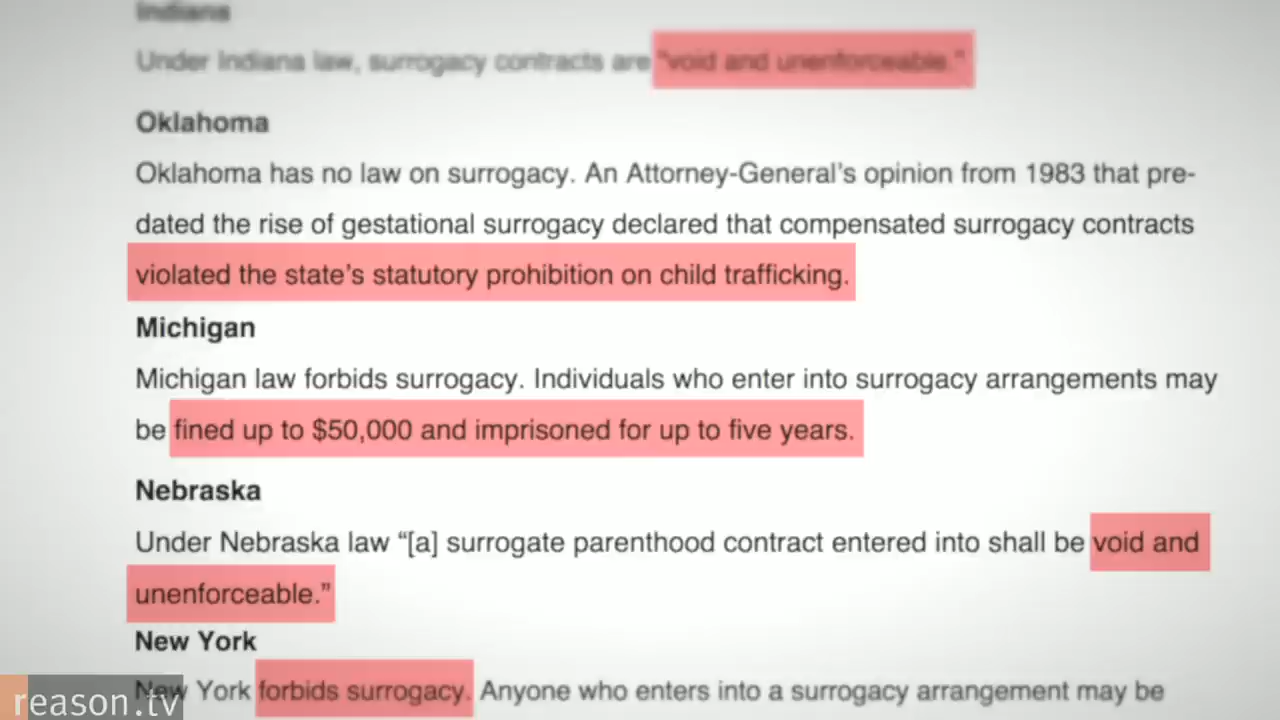 Indiana
Under Indiana law, surrogacy contracts are "void and unenforceable."
Oklahoma
Oklahoma has no law on surrogacy. An Attorney-General's opinion from 1983 that pre-
dated the rise of gestational surrogacy declared that compensated surrogacy contracts
violated the state's statutory prohibition on child trafficking.
Michigan
Michigan law forbids surrogacy. Individuals who enter into surrogacy arrangements may
be fined up to $50,000 and imprisoned for up to five years.
Nebraska
Under Nebraska law “[a] surrogate parenthood contract entered into shall be void and
unenforceable.”
New York
New York forbids surrogacy. Anyone who enters into a surrogacy arrangement may be
reason.tv